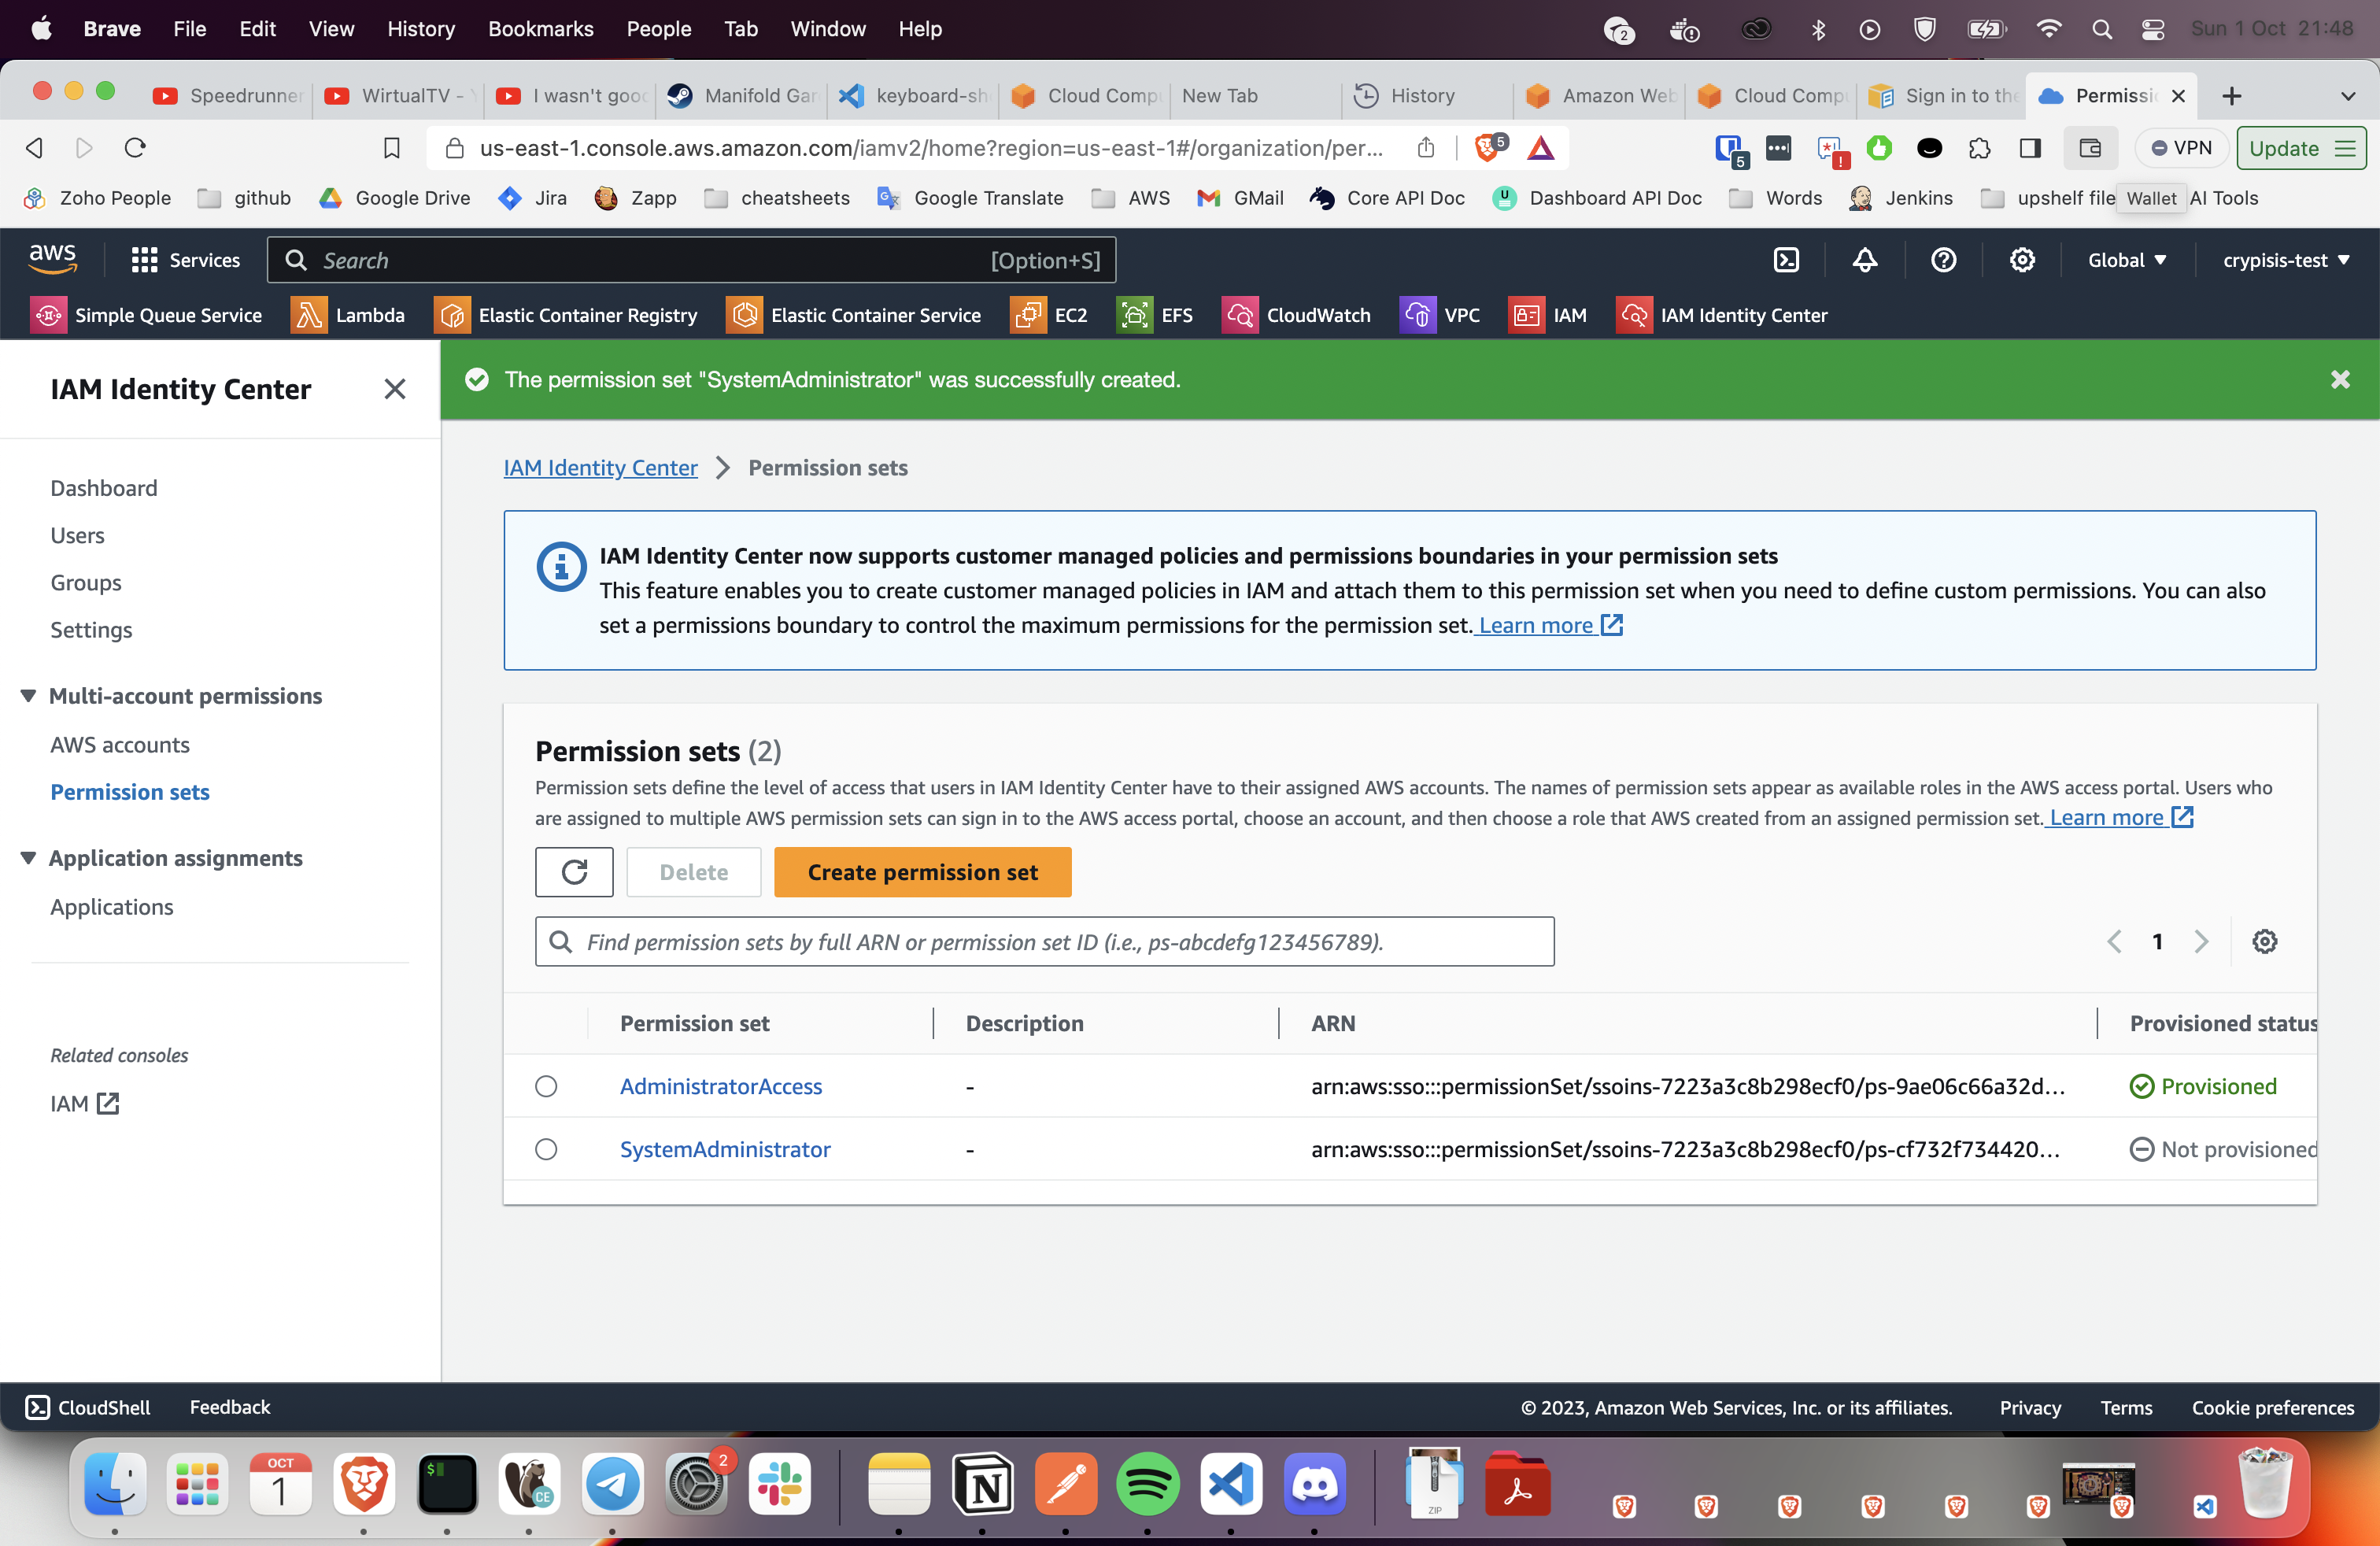 Brave File Edit View History Bookmarks People Tab Window Help 2 Sun 1 Oct 21:48
Speedrunner WirtualTV - I wasn't good Manifold Gar keyboard-sh Cloud Comp New Tab History Amazon Web Cloud Comp Sign in to the Permissi
us-east-1.console.aws.amazon.com/iamv2/home?region=us-east-1#/organization/per... 5 5 VPN Update
Zoho People github Google Drive Jira Zapp cheatsheets Google Translate AWS GMail Core API Doc Dashboard API Doc Words Jenkins upshelf file Wallet AI Tools
aws Services Search [Option+S] Global crypisis-test
Simple Queue Service Lambda Elastic Container Registry Elastic Container Service EC2 EFS CloudWatch VPC IAM IAM Identity Center
IAM Identity Center
Dashboard
Users
Groups
Settings
Multi-account permissions
AWS accounts
Permission sets
Application assignments
Applications
Related consoles
IAM
The permission set "SystemAdministrator" was successfully created.
IAM Identity Center Permission sets
IAM Identity Center now supports customer managed policies and permissions boundaries in your permission sets
This feature enables you to create customer managed policies in IAM and attach them to this permission set when you need to define custom permissions. You can also
set a permissions boundary to control the maximum permissions for the permission set. Learn more
Permission sets (2)
Permission sets define the level of access that users in IAM Identity Center have to their assigned AWS accounts. The names of permission sets appear as available roles in the AWS access portal. Users who
are assigned to multiple AWS permission sets can sign in to the AWS access portal, choose an account, and then choose a role that AWS created from an assigned permission set. Learn more
Delete Create permission set
Find permission sets by full ARN or permission set ID (i.e., ps-abcdefg123456789).
1
Permission set Description ARN Provisioned status
AdministratorAccess - arn:aws:sso:::permissionSet/ssoins-7223a3c8b298ecf0/ps-9ae06c66a32d... Provisioned
SystemAdministrator - arn:aws:sso:::permissionSet/ssoins-7223a3c8b298ecf0/ps-cf732f734420... Not provisioned
CloudShell Feedback © 2023, Amazon Web Services, Inc. or its affiliates. Privacy Terms Cookie preferences
OCT
1
$
CE
2
ZIP